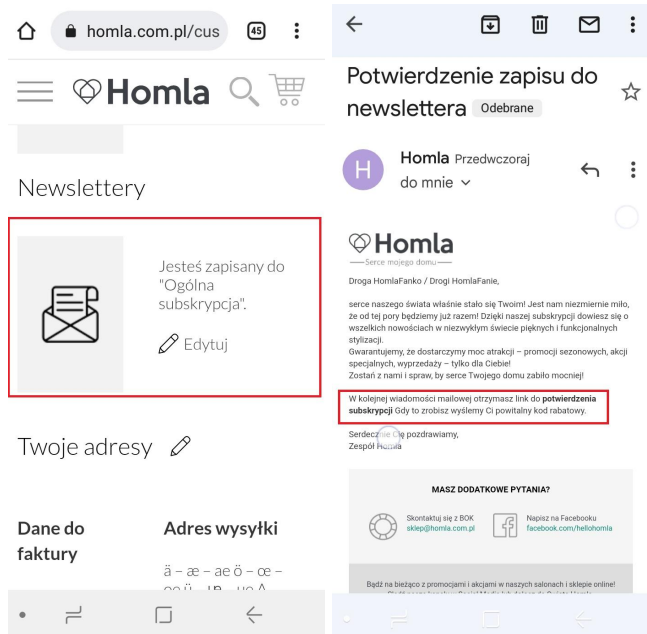 homla.com.pl/cus
45
Homla
Newslettery
Jesteś zapisany do
"Ogólna
subskrypcja".
Edytuj
Twoje adresy
Dane do
faktury
Adres wysyłki
ä – æ – ae ö – œ –
Potwierdzenie zapisu do
newslettera Odebrane
H
Homla Przedwczoraj
do mnie
Homla
Serce mojego domu
Droga HomlaFanko / Drogi HomlaFanie,
serce naszego świata właśnie stało się Twoim! Jest nam niezmiernie miło,
że od tej pory będziemy już razem! Dzięki naszej subskrypcji dowiesz się o
wszelkich nowościach w niezwykłym świecie pięknych i funkcjonalnych
stylizacji.
Gwarantujemy, że dostarczymy moc atrakcji – promocji sezonowych, akcji
specjalnych, wyprzedaży – tylko dla Ciebie!
Zostań z nami i spraw, by serce Twojego domu zabiło mocniej!
W kolejnej wiadomości mailowej otrzymasz link do potwierdzenia
subskrypcji Gdy to zrobisz wyślemy Ci powitalny kod rabatowy.
Serdecznie Cię pozdrawiamy,
Zespół Homla
MASZ DODATKOWE PYTANIA?
Skontaktuj się z BOK
sklep@homla.com.pl
Napisz na Facebooku
facebook.com/hellohomla
Bądź na bieżąco z promocjami i akcjami w naszych salonach i sklepie online!